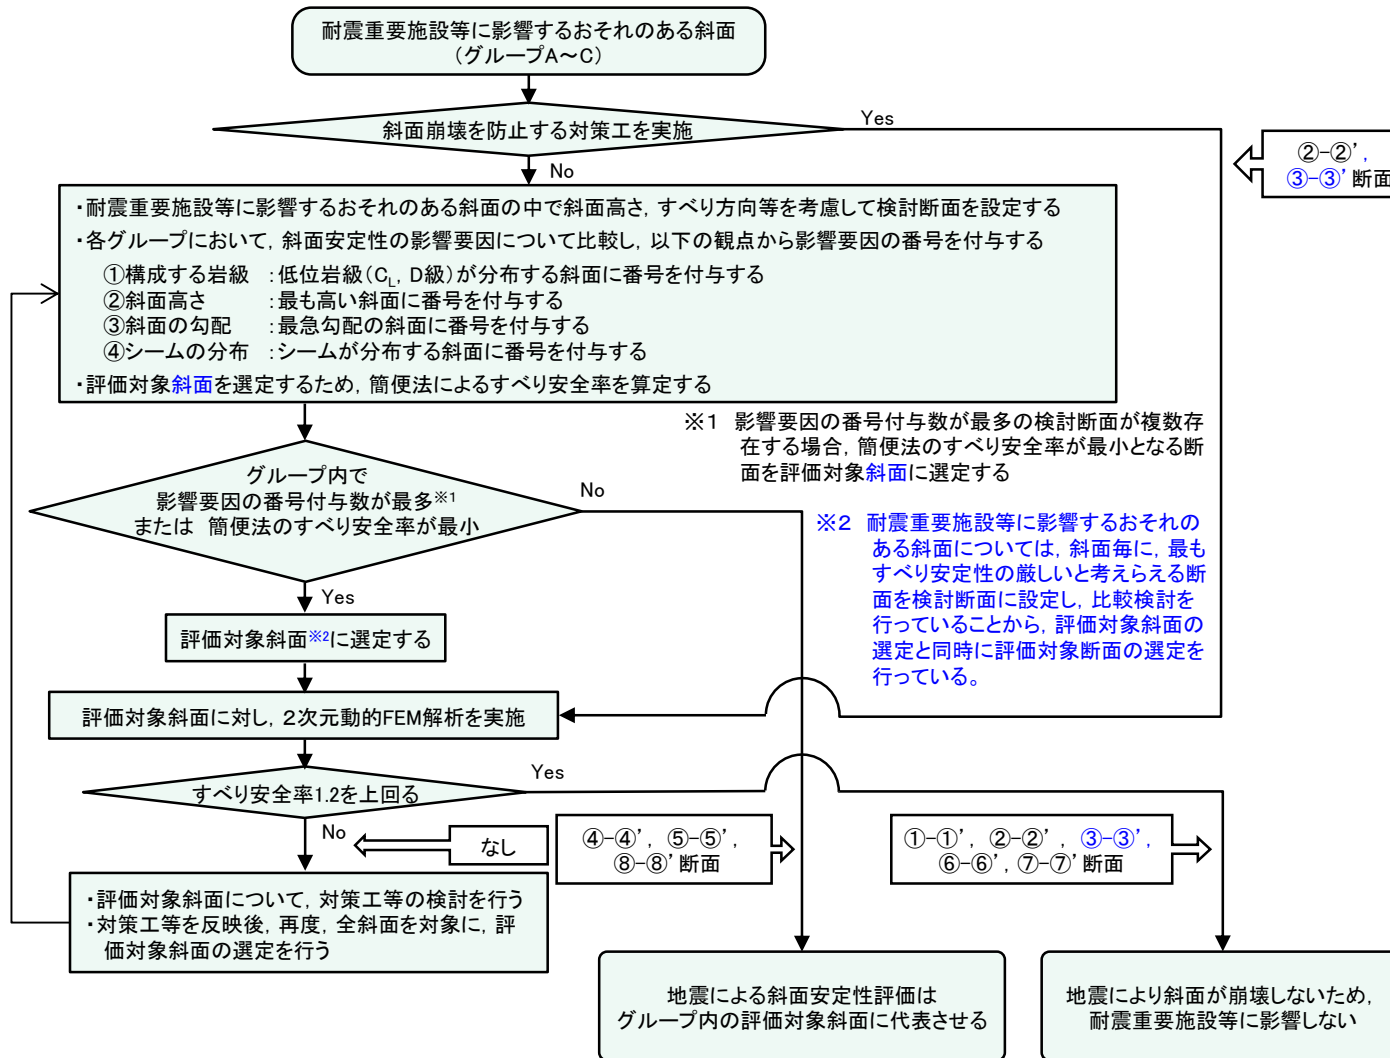 耐震重要施設等に影響するおそれのある斜面
（グループA～C）
斜面崩壊を防止する対策工を実施
Yes
No
②-②’,
③-③’断面
・耐震重要施設等に影響するおそれのある斜面の中で斜面高さ，すべり方向等を考慮して検討断面を設定する
・各グループにおいて，斜面安定性の影響要因について比較し，以下の観点から影響要因の番号を付与する
①構成する岩級　：低位岩級（CL，D級）が分布する斜面に番号を付与する
②斜面高さ　：最も高い斜面に番号を付与する
③斜面の勾配　：最急勾配の斜面に番号を付与する
④シームの分布　：シームが分布する斜面に番号を付与する
・評価対象斜面を選定するため，簡便法によるすべり安全率を算定する
※１　影響要因の番号付与数が最多の検討断面が複数存
在する場合，簡便法のすべり安全率が最小となる断
面を評価対象斜面に選定する
グループ内で
影響要因の番号付与数が最多※1
または 簡便法のすべり安全率が最小
No
Yes
※２　耐震重要施設等に影響するおそれの
ある斜面については，斜面毎に，最も
すべり安定性の厳しいと考えらえる断
面を検討断面に設定し，比較検討を
行っていることから，評価対象斜面の
選定と同時に評価対象断面の選定を
行っている。
評価対象斜面※2に選定する
評価対象斜面に対し，２次元動的FEM解析を実施
すべり安全率1.2を上回る
Yes
No
なし
④-④’，⑤-⑤’，
⑧-⑧’断面
①-①’，②-②’，③-③’，
⑥-⑥’，⑦-⑦’断面
・評価対象斜面について，対策工等の検討を行う
・対策工等を反映後，再度，全斜面を対象に，評
価対象斜面の選定を行う
地震による斜面安定性評価は
グループ内の評価対象斜面に代表させる
地震により斜面が崩壊しないため，
耐震重要施設等に影響しない